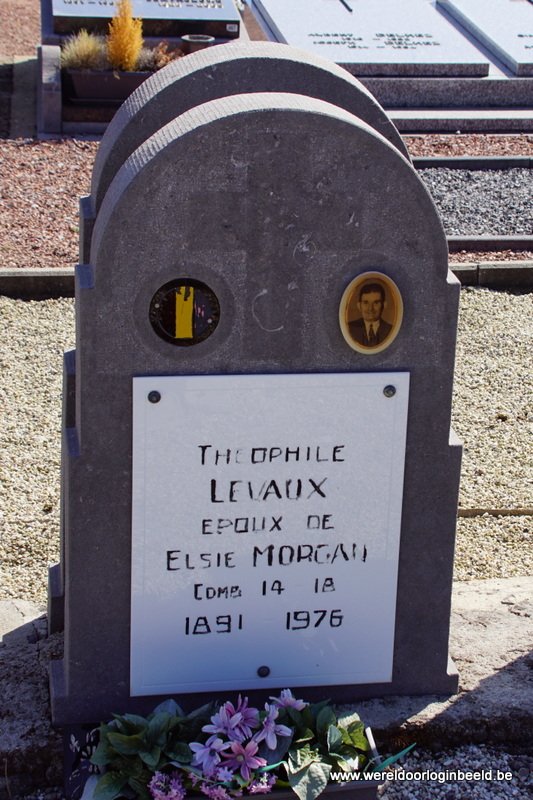 THEOPHILE
LEVAUX
EPOUX DE
ELSIE MORGAN
COMB 14 18
1891 1976
www.wereldoorloginbeeld.be